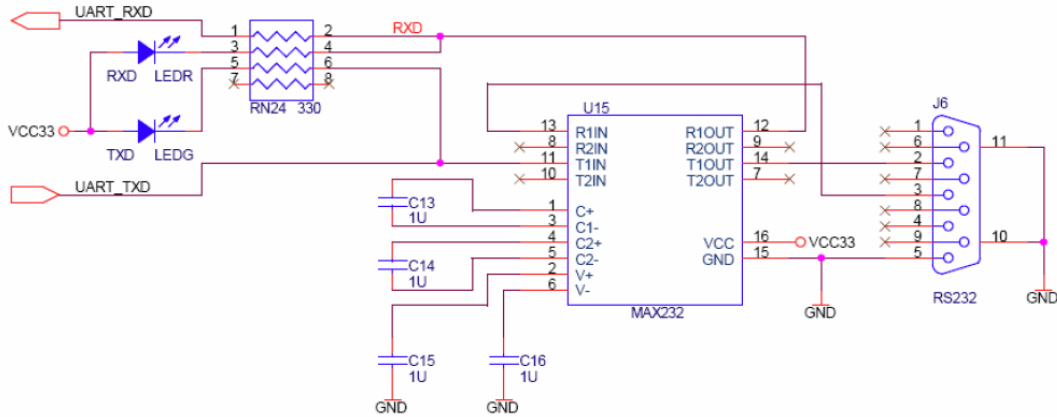 UART_RXD
1 2 RXD
3 4
RXD LEDR
5 6
7 8
RN24 330
VCC33
TXD LEDG
UART_TXD
U15
13 R1IN R1OUT 12
8 R2IN R2OUT 9
11 T1IN T1OUT 14
10 T2IN T2OUT 7
1 C+
3 C1-
4 C2+ VCC 16 VCC33
5 C2- GND 15
2 V+
6 V-
MAX232
GND
C13
1U
C14
1U
C15
1U
GND
C16
1U
GND
J6
1
6
2
7
3
8
4
9
5
11
10
RS232
GND